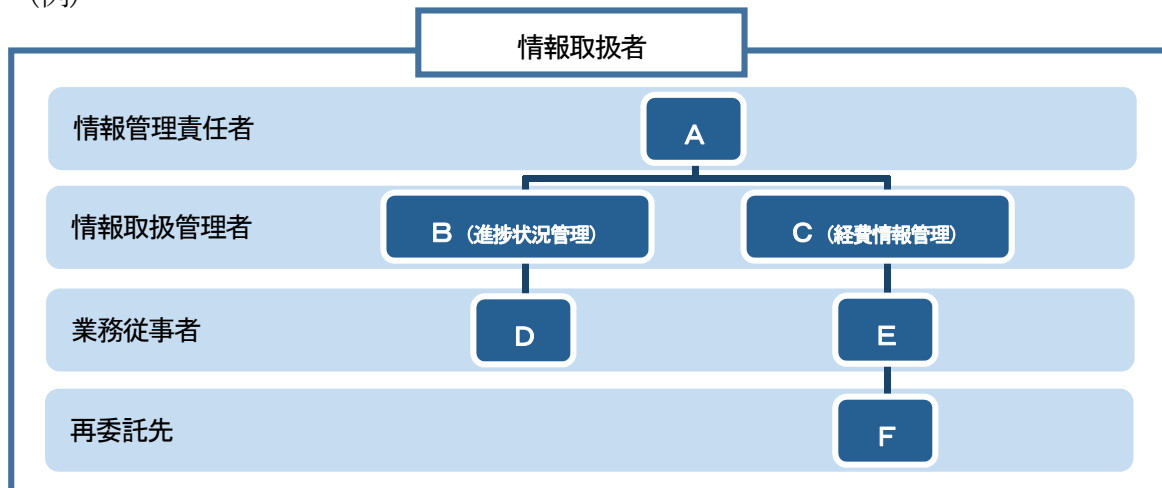 （例）
情報取扱者
情報管理責任者
A
情報取扱管理者
B（進捗状況管理）
C（経費情報管理）
業務従事者
D
E
再委託先
F